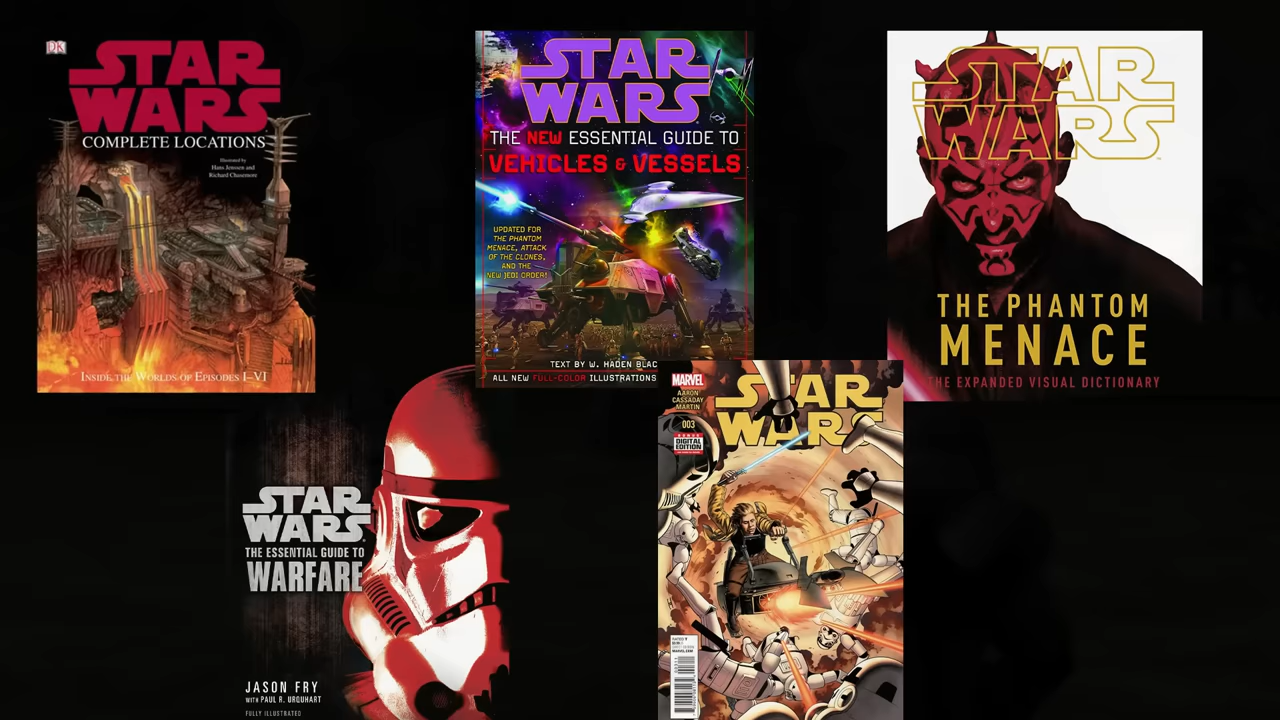 DK
STAR
WARS
COMPLETE LOCATIONS
Illustrated by
Hans Jenssen and
Richard Chasemore
INSIDE THE WORLDS OF EPISODES I–VI
STAR
WARS
THE NEW ESSENTIAL GUIDE TO
VEHICLES & VESSELS
UPDATED FOR
THE PHANTOM
MENACE, ATTACK
OF THE CLONES,
AND THE
NEW JEDI ORDER!
TEXT BY W. HADEN BLAC
ALL NEW FULL-COLOR ILLUSTRATIONS
STAR
WARS
THE PHANTOM
MENACE
THE EXPANDED VISUAL DICTIONARY
STAR
WARS
THE ESSENTIAL GUIDE TO
WARFARE
JASON FRY
WITH PAUL R. URQUHART
FULLY ILLUSTRATED
MARVEL
AARON
CASSADAY
MARTIN
003
DIGITAL
EDITION
STAR
WARS